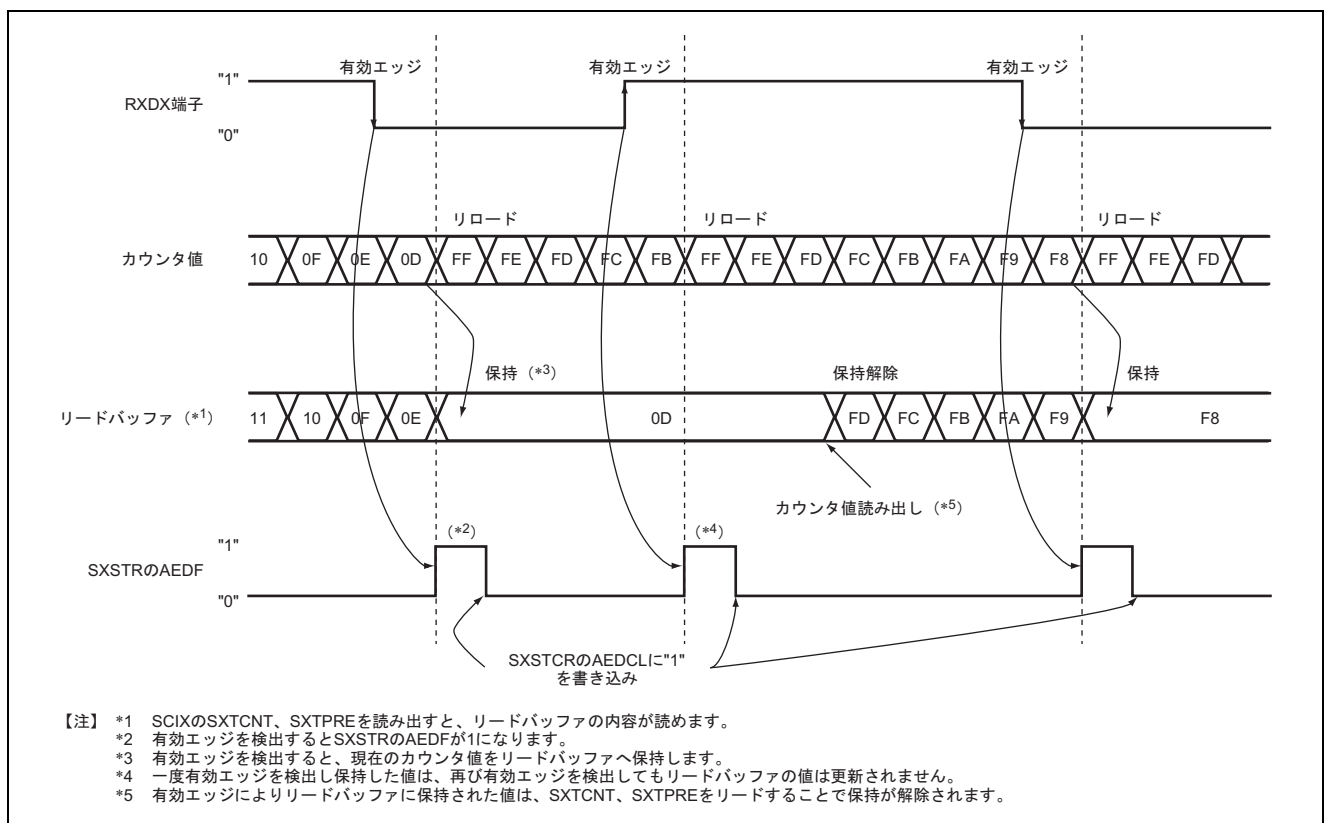 有効エッジ 有効エッジ 有効エッジ
"1"
RXDX端子
"0"
リロード リロード リロード
カウンタ値 10 0F 0E 0D FF FE FD FC FB FF FE FD FC FB FA F9 F8 FF FE FD
保持（*3） 保持解除 保持
リードバッファ（*1） 11 10 0F 0E 0D FD FC FB FA F9 F8
カウンタ値読み出し（*5）
（*2） （*4）
"1"
SXSTRのAEDF
"0"
SXSTCRのAEDCLに"1"
を書き込み
【注】 *1 SCIXのSXTCNT、SXTPREを読み出すと、リードバッファの内容が読めます。
*2 有効エッジを検出するとSXSTRのAEDFが1になります。
*3 有効エッジを検出すると、現在のカウンタ値をリードバッファへ保持します。
*4 一度有効エッジを検出し保持した値は、再び有効エッジを検出してもリードバッファの値は更新されません。
*5 有効エッジによりリードバッファに保持された値は、SXTCNT、SXTPREをリードすることで保持が解除されます。